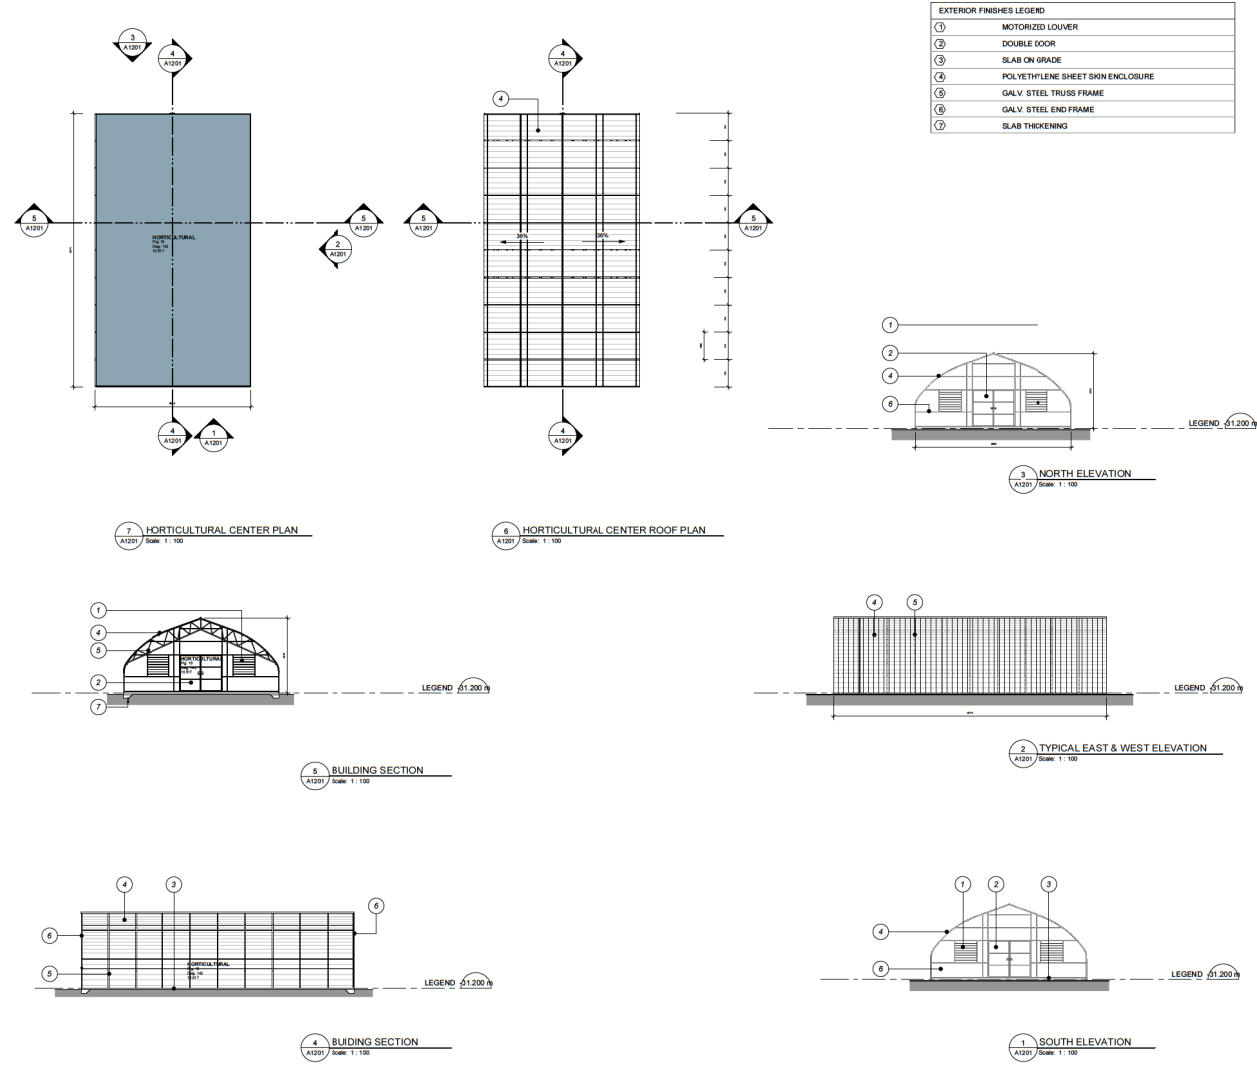 EXTERIOR FINISHES LEGEND
1 MOTORIZED LOUVER
2 DOUBLE DOOR
3 SLAB ON GRADE
4 POLYETHYLENE SHEET SKIN ENCLOSURE
5 GALV. STEEL TRUSS FRAME
6 GALV. STEEL END FRAME
7 SLAB THICKENING
3
A1201
4
A1201
5
A1201
5
A1201
2
A1201
HORTICULTURAL
4
A1201
1
A1201
7
A1201
HORTICULTURAL CENTER PLAN
Scale: 1 : 100
4
A1201
4
5
A1201
5
A1201
36%
36%
4
A1201
6
A1201
HORTICULTURAL CENTER ROOF PLAN
Scale: 1 : 100
1
2
4
6
LEGEND -31.200 m
3
A1201
NORTH ELEVATION
Scale: 1 : 100
1
4
5
2
7
HORTICULTURAL
LEGEND -31.200 m
5
A1201
BUILDING SECTION
Scale: 1 : 100
4
5
LEGEND -31.200 m
2
A1201
TYPICAL EAST & WEST ELEVATION
Scale: 1 : 100
4
3
6
6
5
HORTICULTURAL
LEGEND -31.200 m
4
A1201
BUIDING SECTION
Scale: 1 : 100
1
2
3
4
6
LEGEND -31.200 m
1
A1201
SOUTH ELEVATION
Scale: 1 : 100